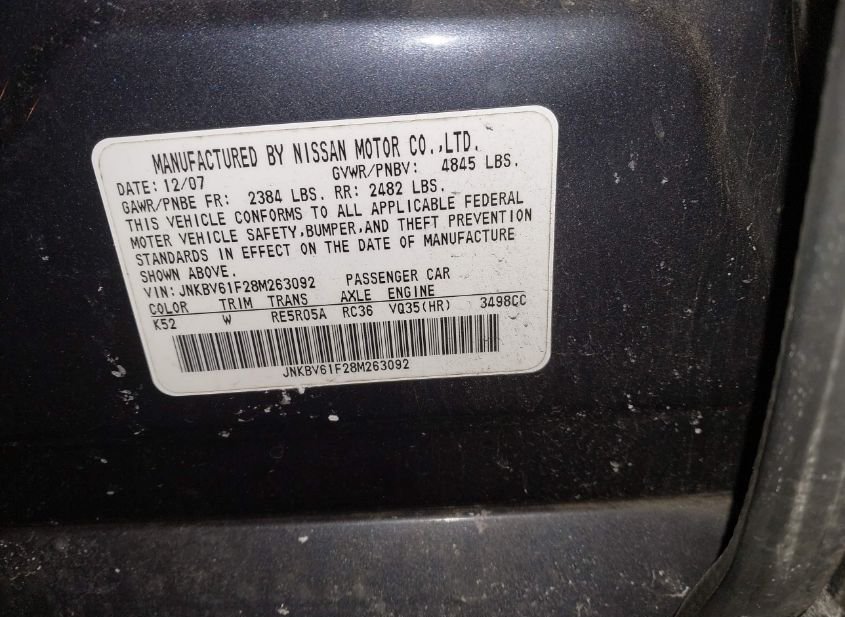 MANUFACTURED BY NISSAN MOTOR CO.,LTD.
DATE: 12/07 GVWR/PNBV: 4845 LBS.
GAWR/PNBE FR: 2384 LBS. RR: 2482 LBS.
THIS VEHICLE CONFORMS TO ALL APPLICABLE FEDERAL
MOTER VEHICLE SAFETY,BUMPER,AND THEFT PREVENTION
STANDARDS IN EFFECT ON THE DATE OF MANUFACTURE
SHOWN ABOVE.
VIN: JNKBV61F28M263092 PASSENGER CAR
COLOR TRIM TRANS AXLE ENGINE
K52 W RE5R05A RC36 VQ35(HR) 3498CC
JNKBV61F28M263092